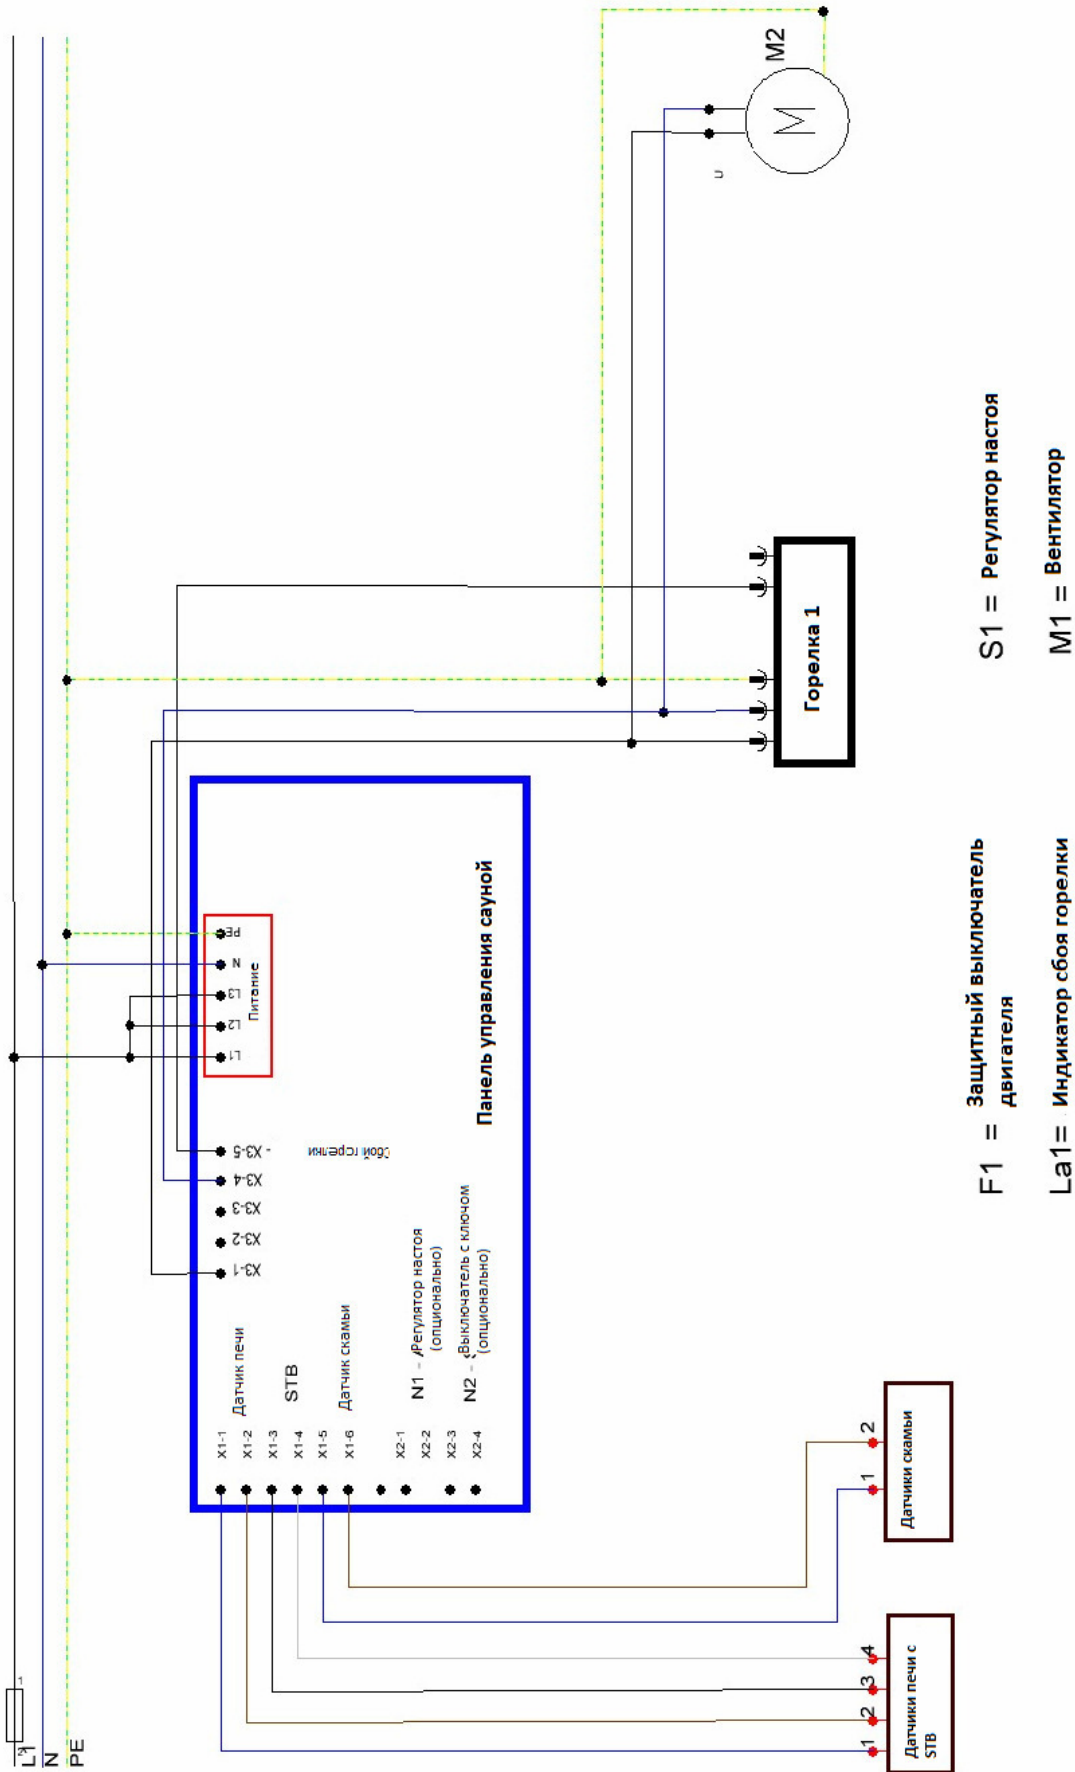 L1
N
PE
M2
M
U
Питание
L1
L2
L3
N
PE
X3-1
X3-2
X3-3
X3-4
X3-5 -
Сбой горелки
Панель управления сауной
X1-1
X1-2
X1-3
X1-4
X1-5
X1-6
X2-1
X2-2
X2-3
X2-4
Датчик печи
STB
Датчик скамьи
N1 - Регулятор настоя
(опционально)
N2 - Выключатель с ключом
(опционально)
Горелка 1
1
2
3
4
Датчики печи с
STB
1
2
Датчики скамьи
F1 = Защитный выключатель
двигателя
La1= Индикатор сбоя горелки
S1 = Регулятор настоя
M1 = Вентилятор